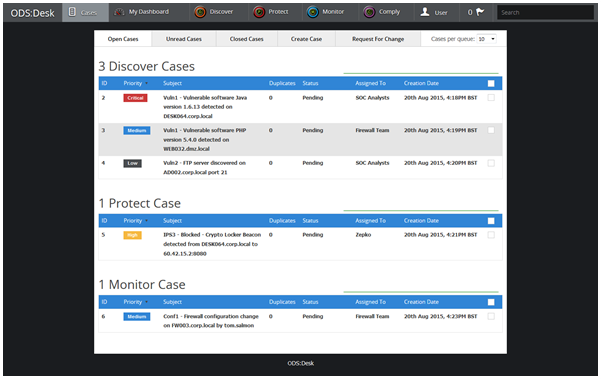 ODS:Desk Cases My Dashboard Discover Protect Monitor Comply User 0 Search
Open Cases Unread Cases Closed Cases Create Case Request For Change Cases per queue: 10
3 Discover Cases
ID Priority Subject Duplicates Status Assigned To Creation Date
2 Critical Vuln1 - Vulnerable software Java 0 Pending SOC Analysts 20th Aug 2015, 4:18PM BST
version 1.6.13 detected on
DESK064.corp.local
3 Medium Vuln1 - Vulnerable software PHP 0 Pending Firewall Team 20th Aug 2015, 4:19PM BST
version 5.4.0 detected on
WEB032.dmz.local
4 Low Vuln2 - FTP server discovered on 0 Pending SOC Analysts 20th Aug 2015, 4:20PM BST
AD002.corp.local port 21
1 Protect Case
ID Priority Subject Duplicates Status Assigned To Creation Date
5 High IPS3 - Blocked - Crypto Locker Beacon 0 Pending Zepko 20th Aug 2015, 4:21PM BST
detected from DESK064.corp.local to
60.42.15.2:8080
1 Monitor Case
ID Priority Subject Duplicates Status Assigned To Creation Date
6 Medium Conf1 - Firewall configuration change 0 Pending Firewall Team 20th Aug 2015, 4:23PM BST
on FW003.corp.local by tom.salmon
ODS:Desk